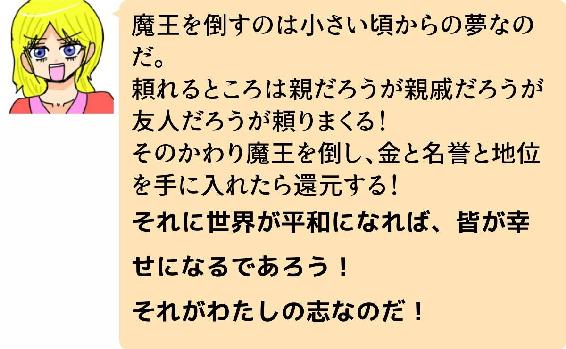 魔王を倒すのは小さい頃からの夢なの
だ。
頼れるところは親だろうが親戚だろうが
友人だろうが頼りまくる！
そのかわり魔王を倒し、金と名誉と地位
を手に入れたら還元する！
それに世界が平和になれば、皆が幸
せになるであろう！
それがわたしの志なのだ！